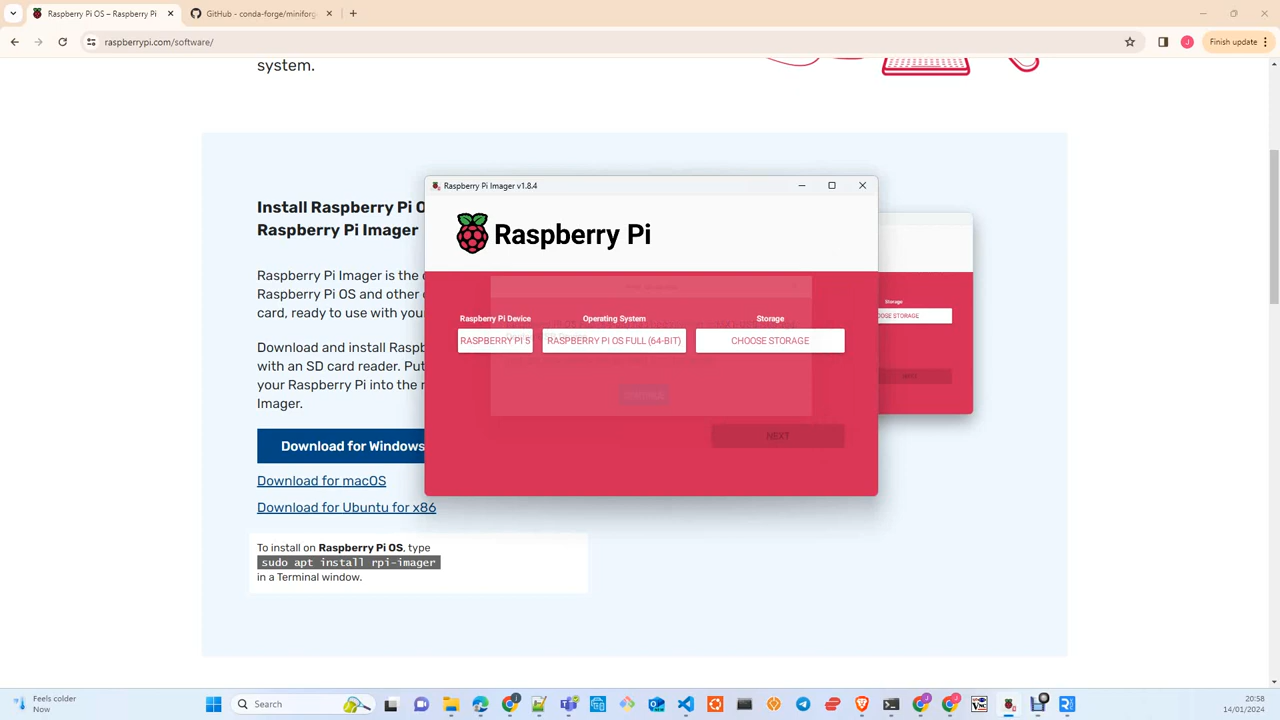 Raspberry Pi OS – Raspberry Pi
GitHub - conda-forge/miniforg
raspberrypi.com/software/
J
Finish update
system.
Raspberry Pi Imager v1.8.4
Raspberry Pi
Install Raspberry Pi O
Raspberry Pi Imager
Raspberry Pi Imager is the
Raspberry Pi OS and other
card, ready to use with you
Download and install Raspb
with an SD card reader. Put
your Raspberry Pi into the
Imager.
Raspberry Pi Device
Operating System
Storage
RASPBERRY PI 5
RASPBERRY PI OS FULL (64-BIT)
CHOOSE STORAGE
NEXT
Storage
OSE STORAGE
NEXT
Download for Windows
Download for macOS
Download for Ubuntu for x86
To install on Raspberry Pi OS, type
sudo apt install rpi-imager
in a Terminal window.
Feels colder
Now
Search
20:58
14/01/2024